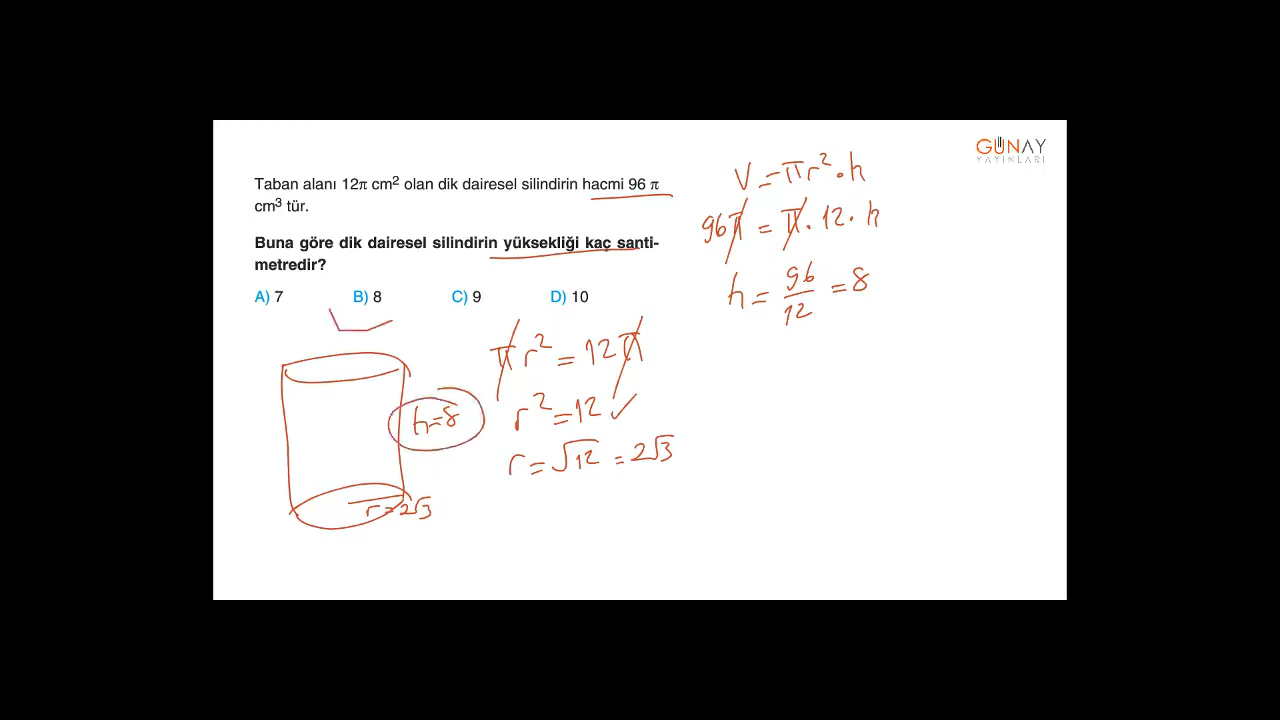 GÜNAY
YAYINLARI
Taban alanı 12π cm² olan dik dairesel silindirin hacmi 96 π
cm³ tür.
Buna göre dik dairesel silindirin yüksekliği kaç santi-
metredir?
A) 7 B) 8 C) 9 D) 10
V = πr² · h
96π = π · 12 · h
h = 96/12 = 8
πr² = 12π
r² = 12 ✓
r = √12 = 2√3
h=8
r = 2√3